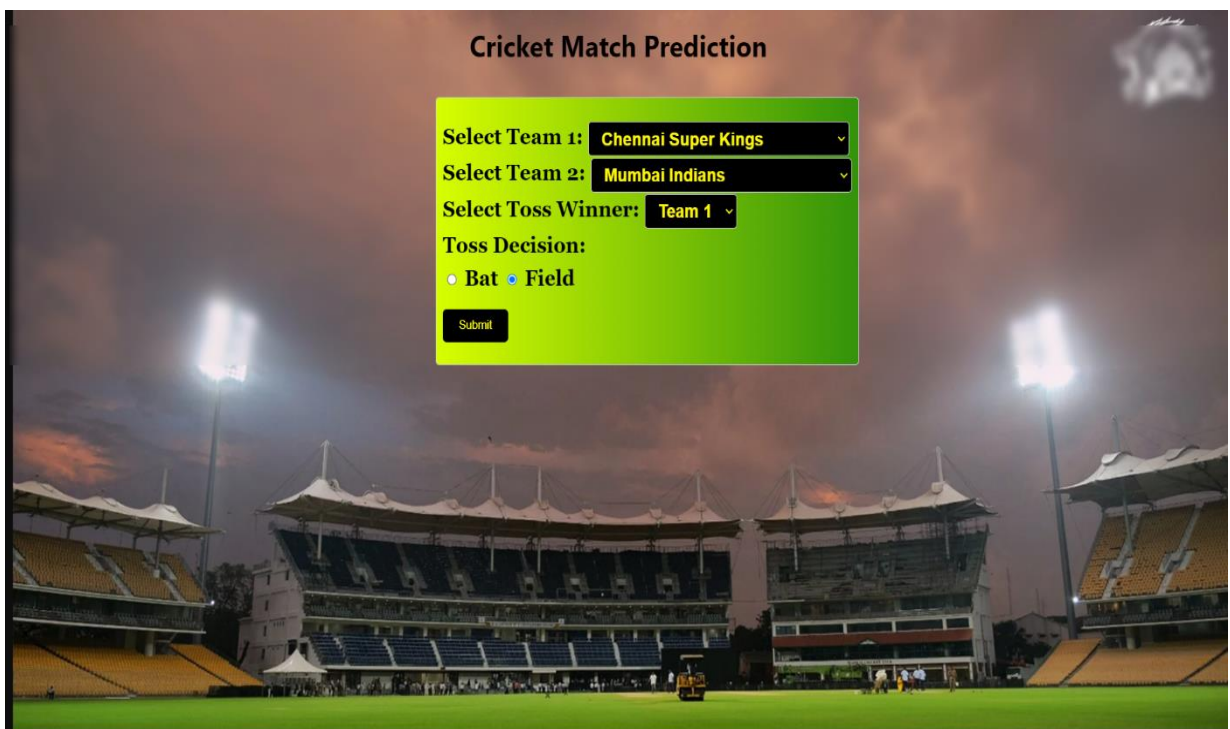 Cricket Match Prediction
Select Team 1: Chennai Super Kings
Select Team 2: Mumbai Indians
Select Toss Winner: Team 1
Toss Decision:
Bat Field
Submit